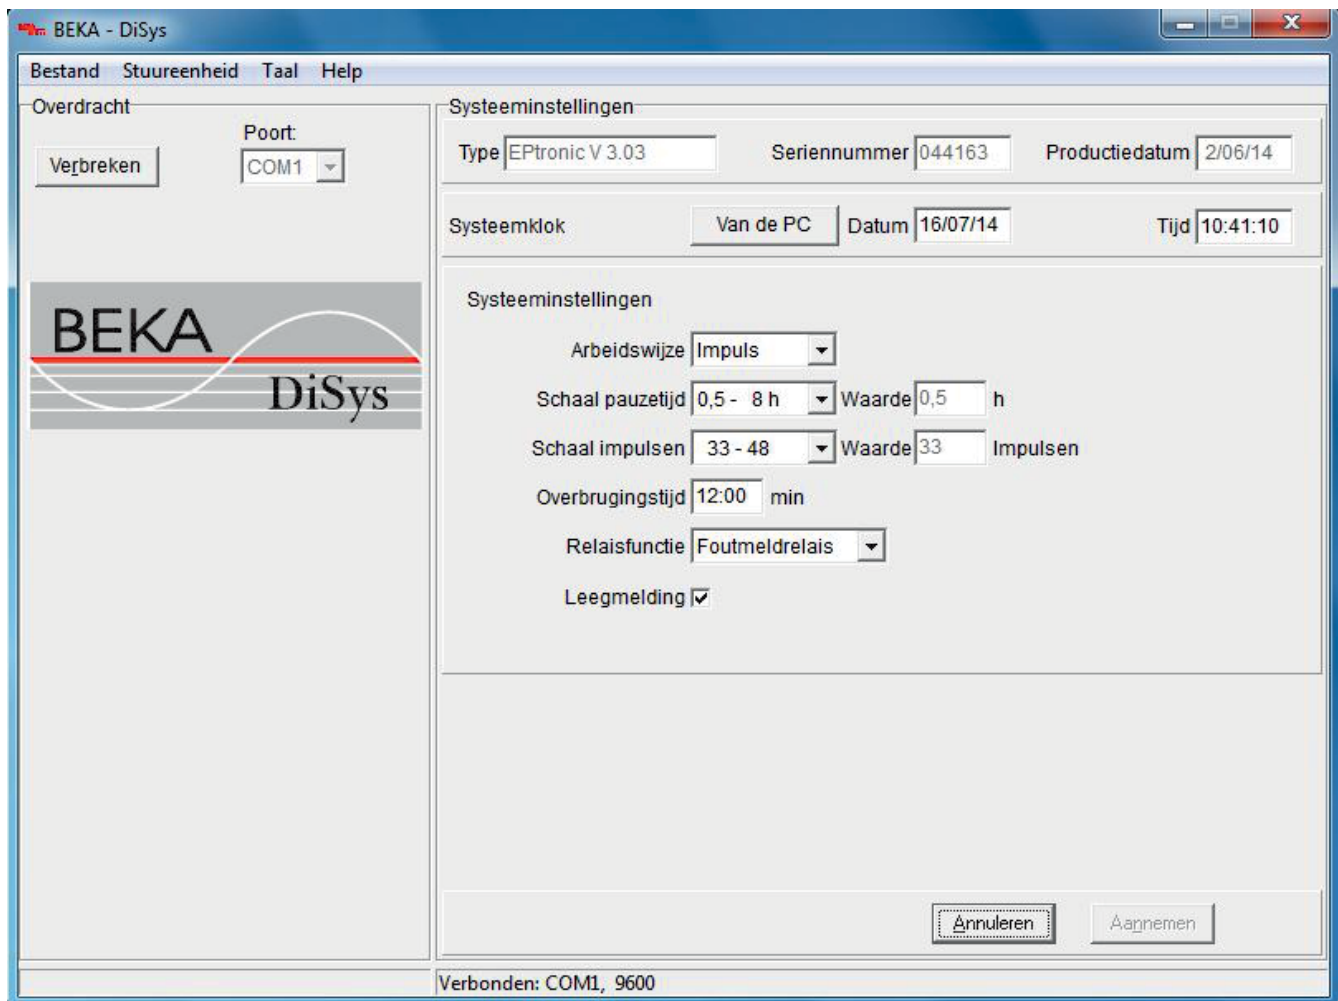 BEKA - DiSys
Bestand Stuureenheid Taal Help
Overdracht
Poort:
Verbreken COM1
BEKA
DiSys
Systeeminstellingen
Type EPtronic V 3.03 Seriennummer 044163 Productiedatum 2/06/14
Systeemklok Van de PC Datum 16/07/14 Tijd 10:41:10
Systeeminstellingen
Arbeidswijze Impuls
Schaal pauzetijd 0,5 - 8 h Waarde 0,5 h
Schaal impulsen 33 - 48 Waarde 33 Impulsen
Overbrugingstijd 12:00 min
Relaisfunctie Foutmeldrelais
Leegmelding
Annuleren Aannemen
Verbonden: COM1, 9600